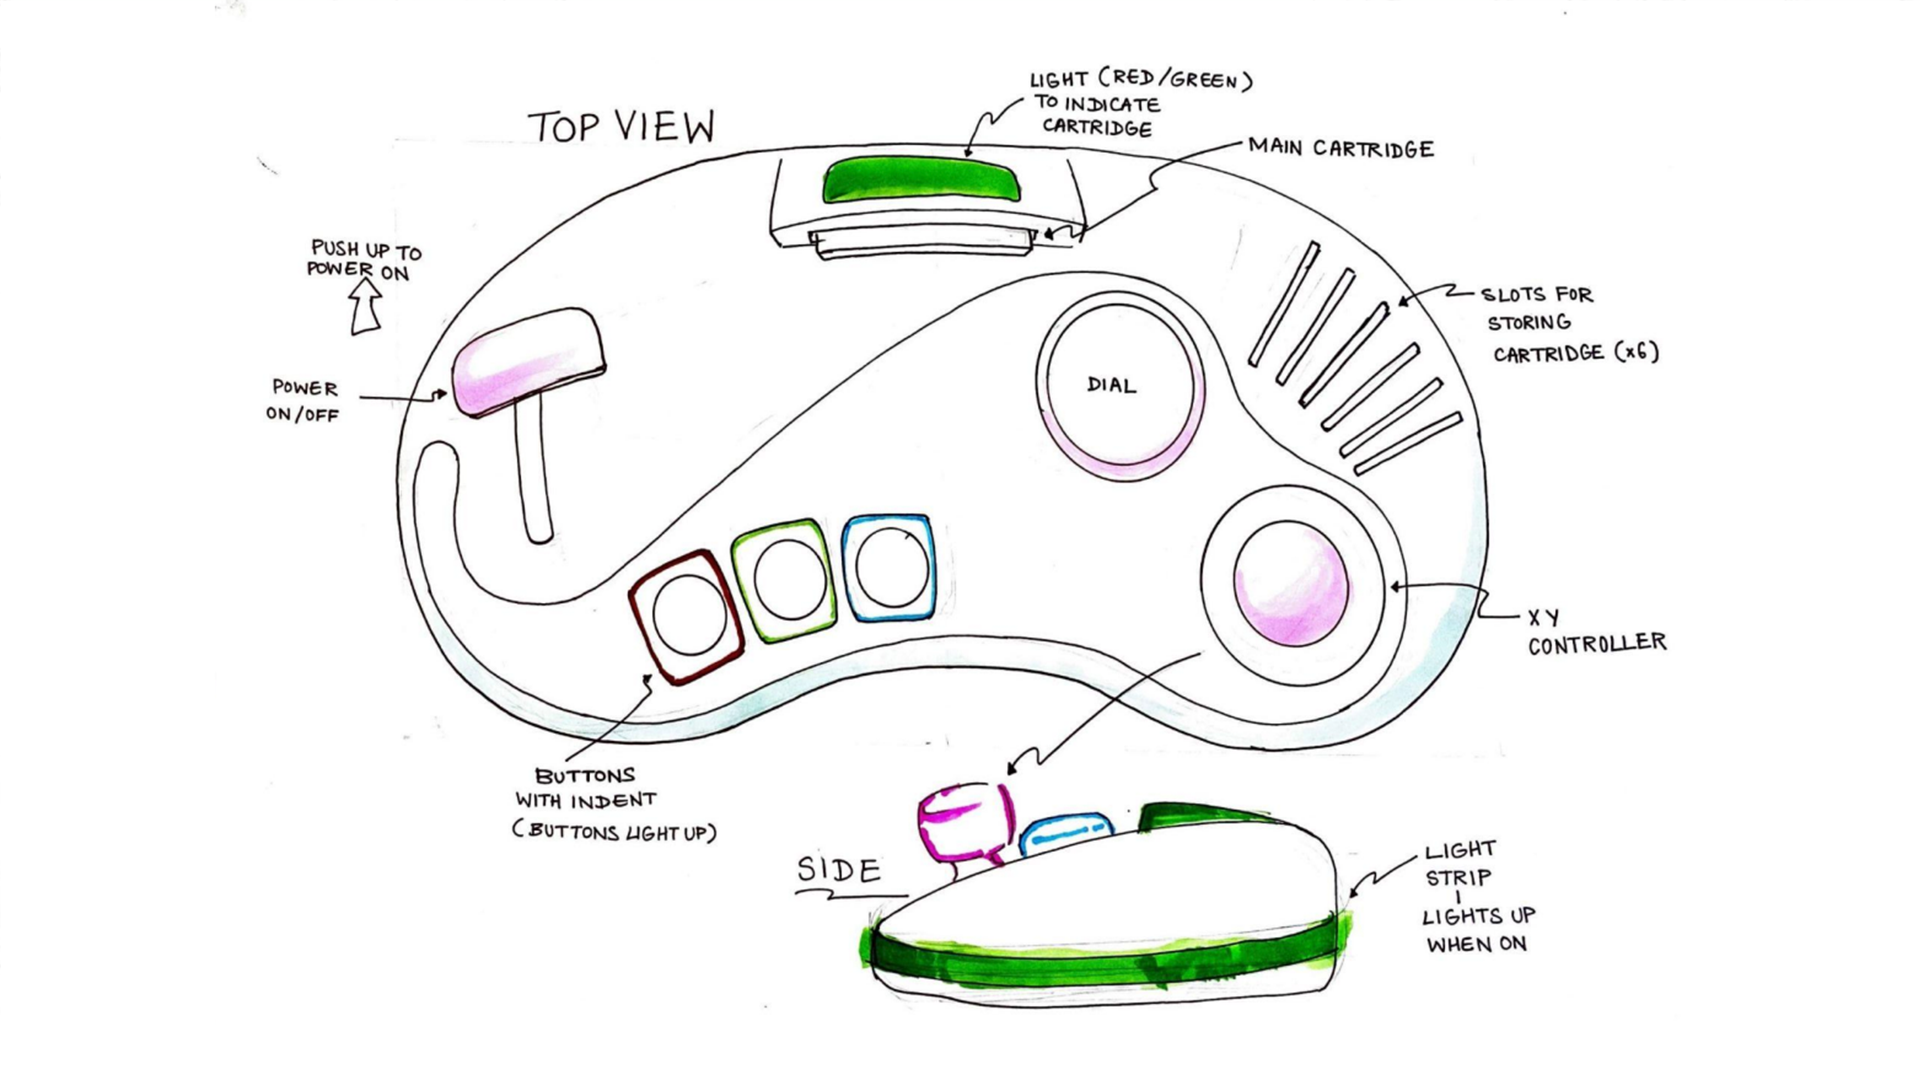 TOP VIEW
LIGHT (RED/GREEN)
TO INDICATE
CARTRIDGE
MAIN CARTRIDGE
PUSH UP TO
POWER ON
POWER
ON/OFF
SLOTS FOR
STORING
CARTRIDGE (x6)
DIAL
XY
CONTROLLER
BUTTONS
WITH INDENT
(BUTTONS LIGHT UP)
SIDE
LIGHT
STRIP
LIGHTS UP
WHEN ON